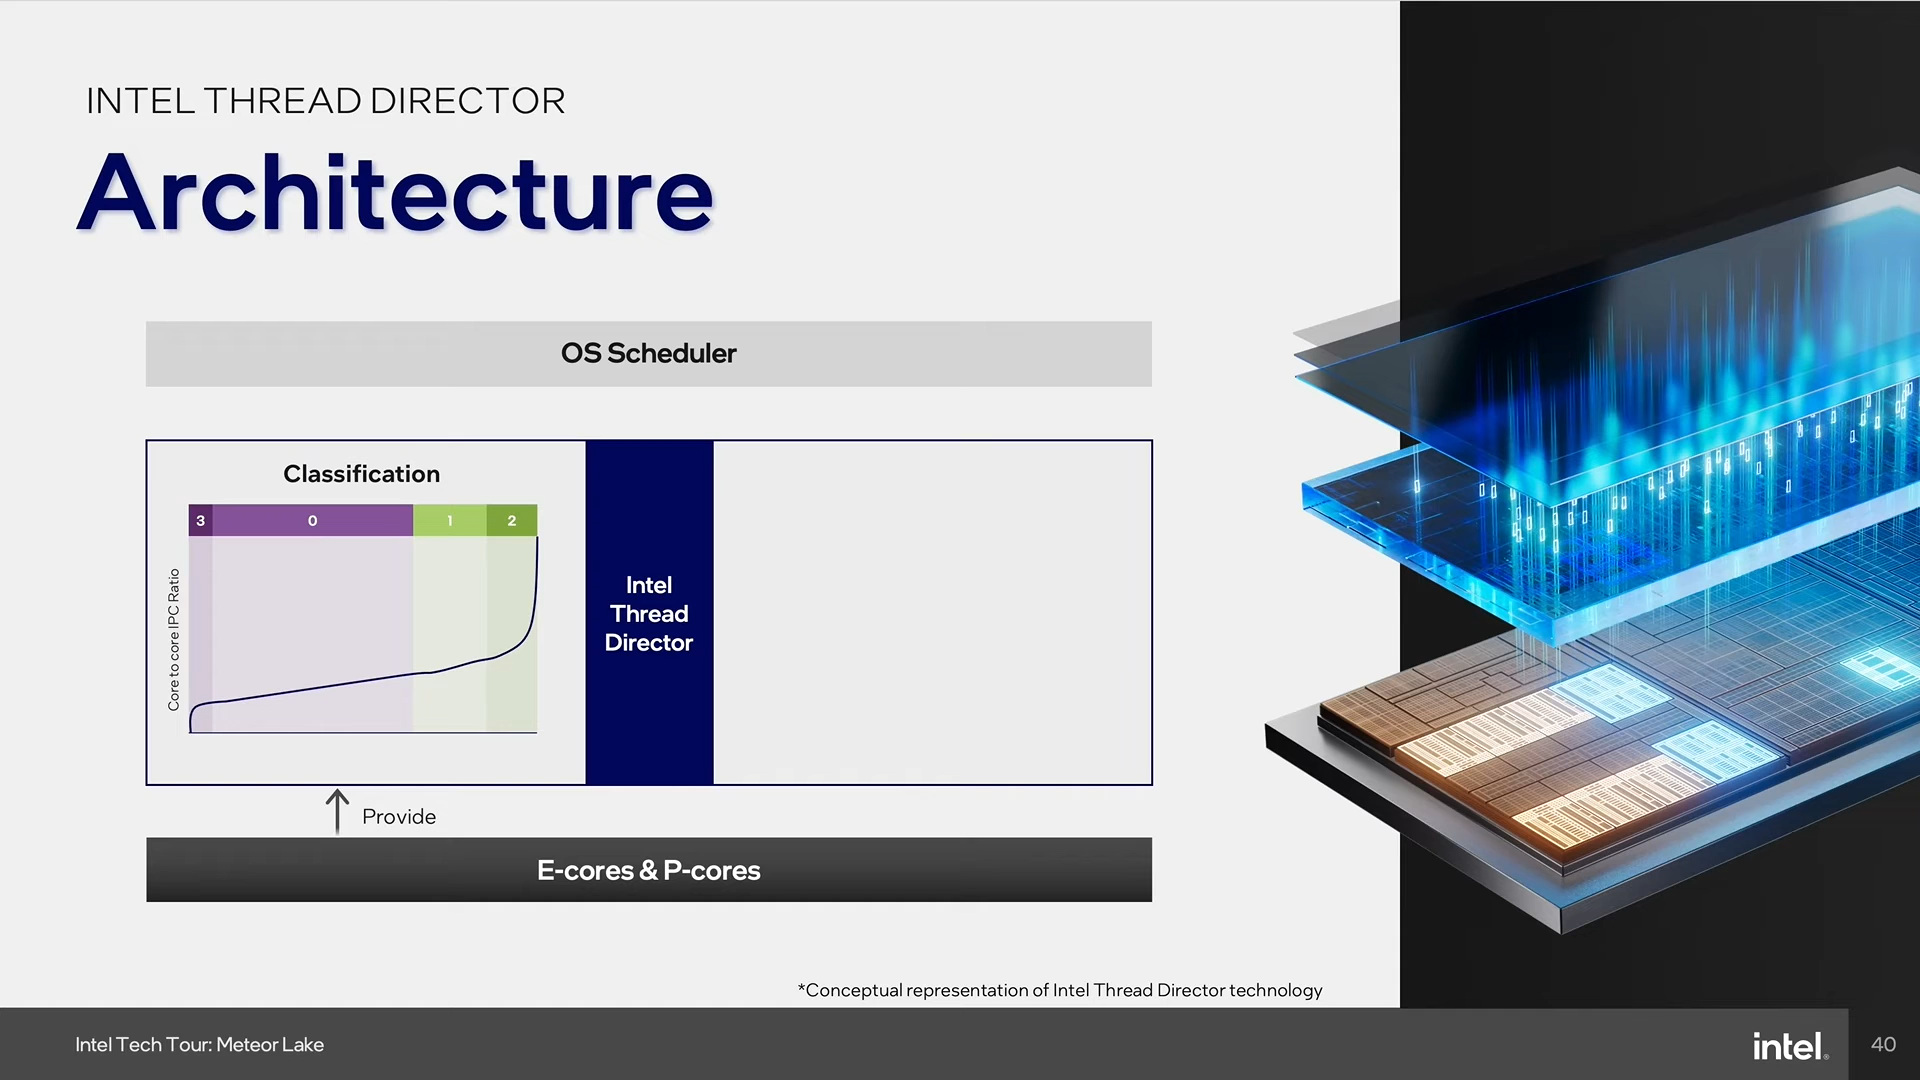 INTEL THREAD DIRECTOR
Architecture
OS Scheduler
Classification
3 0 1 2
Core to core IPC Ratio
Intel
Thread
Director
Provide
E-cores & P-cores
*Conceptual representation of Intel Thread Director technology
Intel Tech Tour: Meteor Lake
intel®
40